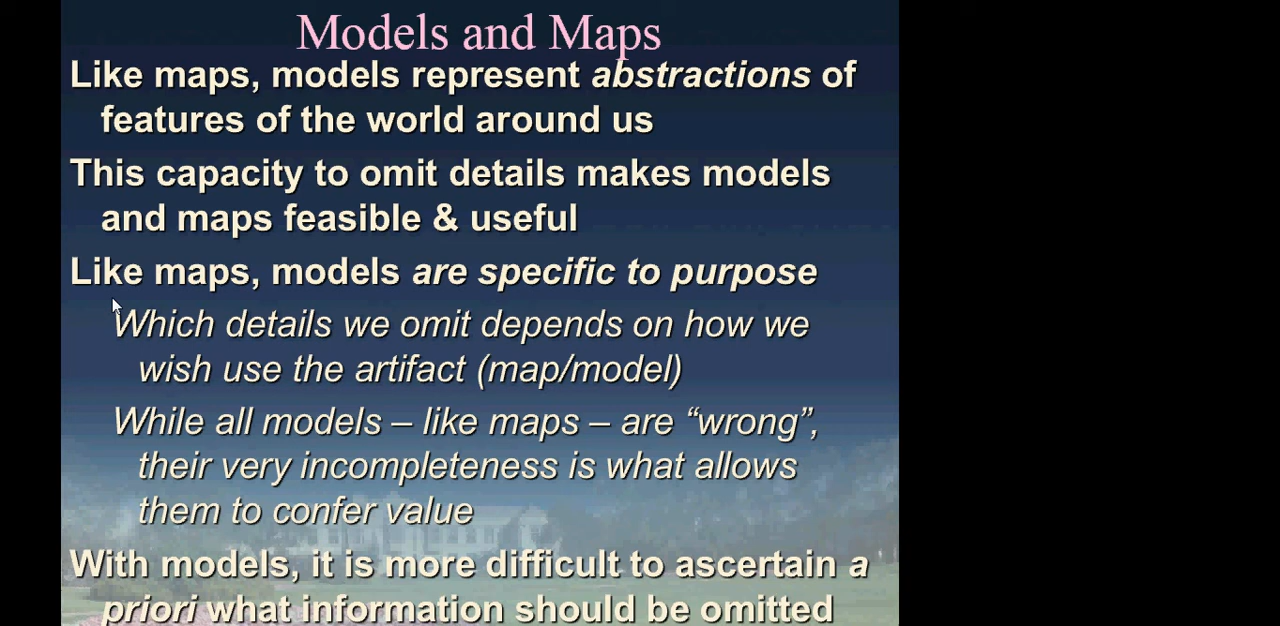 Models and Maps
Like maps, models represent abstractions of
features of the world around us
This capacity to omit details makes models
and maps feasible & useful
Like maps, models are specific to purpose
Which details we omit depends on how we
wish use the artifact (map/model)
While all models – like maps – are “wrong”,
their very incompleteness is what allows
them to confer value
With models, it is more difficult to ascertain a
priori what information should be omitted